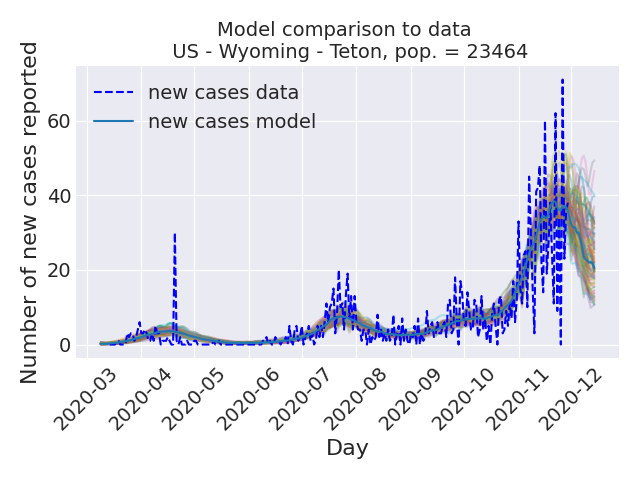 Model comparison to data
US - Wyoming - Teton, pop. = 23464
Number of new cases reported
new cases data
new cases model
60
40
20
0
2020-03
2020-04
2020-05
2020-06
2020-07
2020-08
2020-09
2020-10
2020-11
2020-12
Day